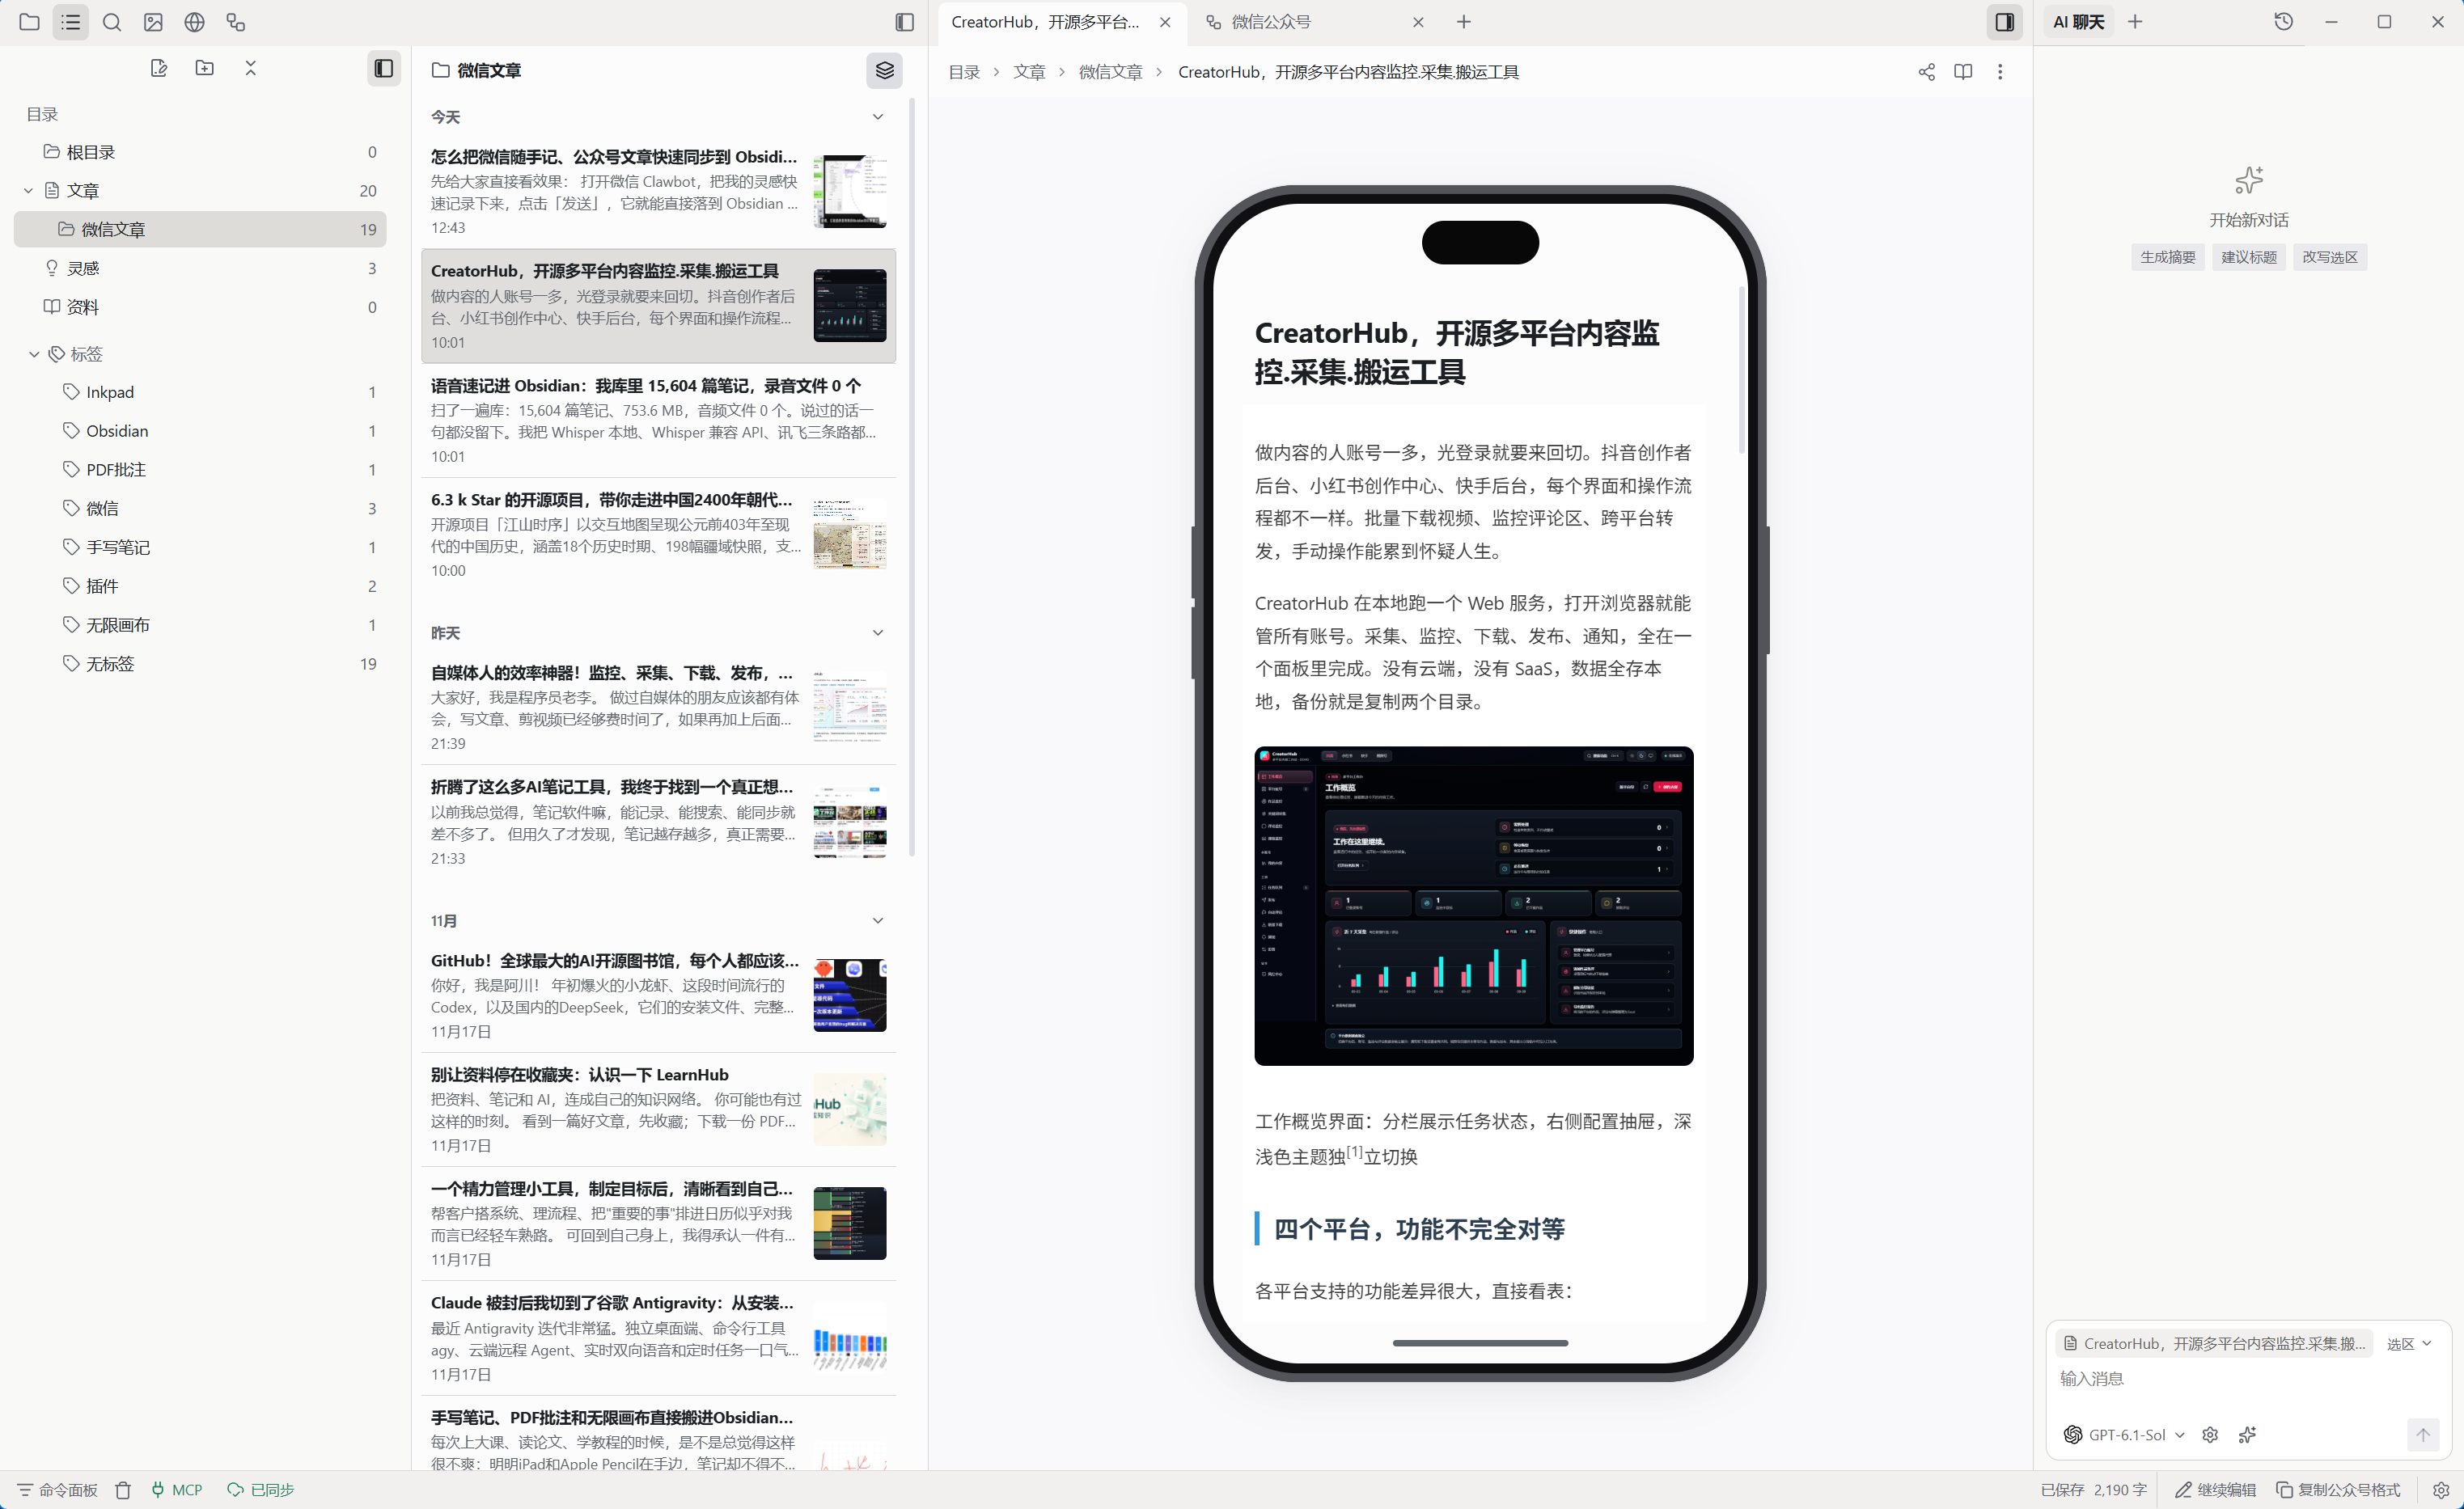 CreatorHub，开源多平台...
微信公众号
AI 聊天
目录
根目录 0
文章 20
微信文章 19
灵感 3
资料 0
标签
Inkpad 1
Obsidian 1
PDF批注 1
微信 3
手写笔记 1
插件 2
无限画布 1
无标签 19
微信文章
今天
怎么把微信随手记、公众号文章快速同步到 Obsidi...
先给大家直接看效果： 打开微信 Clawbot，把我的灵感快
速记录下来，点击「发送」，它就能直接落到 Obsidian ...
12:43
CreatorHub，开源多平台内容监控.采集.搬运工具
做内容的人账号一多，光登录就要来回切。抖音创作者后
台、小红书创作中心、快手后台，每个界面和操作流程...
10:01
语音速记进 Obsidian：我库里 15,604 篇笔记，录音文件 0 个
扫了一遍库：15,604 篇笔记、753.6 MB，音频文件 0 个。说过的话一
句都没留下。我把 Whisper 本地、Whisper 兼容 API、讯飞三条路都...
10:01
6.3 k Star 的开源项目，带你走进中国2400年朝代...
开源项目「江山时序」以交互地图呈现公元前403年至现
代的中国历史，涵盖18个历史时期、198幅疆域快照，支...
10:00
昨天
自媒体人的效率神器！监控、采集、下载、发布，...
大家好，我是程序员老李。 做过自媒体的朋友应该都有体
会，写文章、剪视频已经够费时间了，如果再加上后面...
21:39
折腾了这么多AI笔记工具，我终于找到一个真正想...
以前我总觉得，笔记软件嘛，能记录、能搜索、能同步就
差不多了。 但用久了才发现，笔记越存越多，真正需要...
21:33
11月
GitHub！全球最大的AI开源图书馆，每个人都应该...
你好，我是阿川！ 年初爆火的小龙虾、这段时间流行的
Codex，以及国内的DeepSeek，它们的安装文件、完整...
11月17日
别让资料停在收藏夹：认识一下 LearnHub
把资料、笔记和 AI，连成自己的知识网络。 你可能也有过
这样的时刻。 看到一篇好文章，先收藏；下载一份 PDF...
11月17日
一个精力管理小工具，制定目标后，清晰看到自己...
帮客户搭系统、理流程、把"重要的事"排进日历似乎对我
而言已经轻车熟路。 可回到自己身上，我得承认一件有...
11月17日
Claude 被封后我切到了谷歌 Antigravity：从安装...
最近 Antigravity 迭代非常猛。独立桌面端、命令行工具
agy、云端远程 Agent、实时双向语音和定时任务一口气...
11月17日
手写笔记、PDF批注和无限画布直接搬进Obsidian...
每次上大课、读论文、学教程的时候，是不是总觉得这样
很不爽：明明iPad和Apple Pencil在手边，笔记却不得不...
目录 > 文章 > 微信文章 > CreatorHub，开源多平台内容监控.采集.搬运工具
CreatorHub，开源多平台内容监
控.采集.搬运工具
做内容的人账号一多，光登录就要来回切。抖音创作者
后台、小红书创作中心、快手后台，每个界面和操作流
程都不一样。批量下载视频、监控评论区、跨平台转
发，手动操作能累到怀疑人生。
CreatorHub 在本地跑一个 Web 服务，打开浏览器就能
管所有账号。采集、监控、下载、发布、通知，全在一
个面板里完成。没有云端，没有 SaaS，数据全存本
地，备份就是复制两个目录。
CreatorHub
工作概览
工作在这里继续。
工作概览界面：分栏展示任务状态，右侧配置抽屉，深
浅色主题独[1]立切换
四个平台，功能不完全对等
各平台支持的功能差异很大，直接看表：
开始新对话
生成摘要 建议标题 改写选区
CreatorHub，开源多平台内容监控.采集.搬... 选区
输入消息
GPT-6.1-Sol
命令面板 MCP 已同步
已保存 2,190 字 继续编辑 复制公众号格式